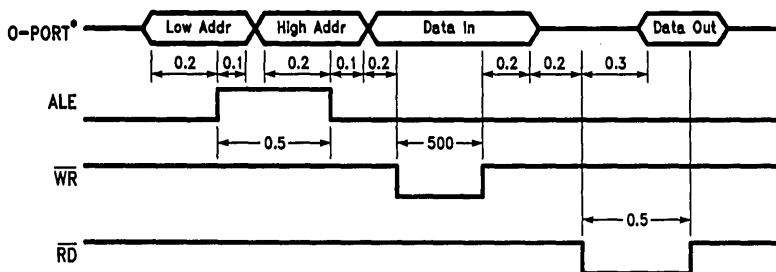 O-PORT* Low Addr High Addr Data In Data Out
0.2 0.1 0.2 0.1 0.2 0.2 0.2 0.3
ALE
0.5 500
WR
0.5
RD